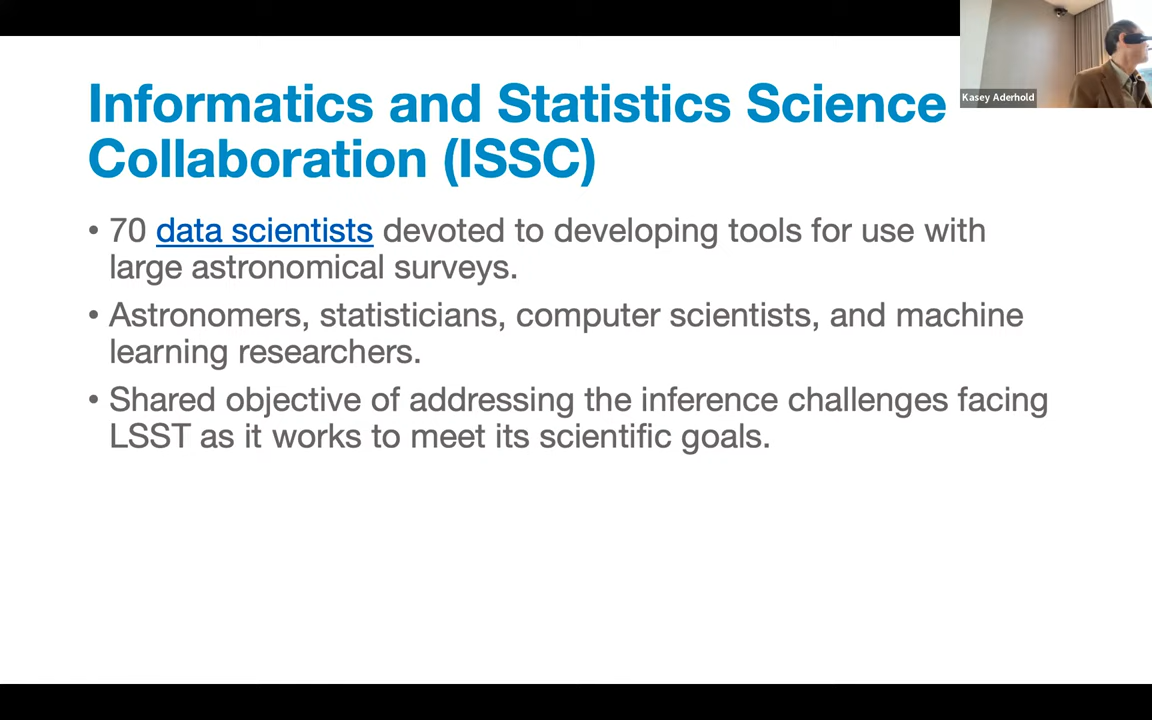 Informatics and Statistics Science
Collaboration (ISSC)
Kasey Aderhold
• 70 data scientists devoted to developing tools for use with
large astronomical surveys.
• Astronomers, statisticians, computer scientists, and machine
learning researchers.
• Shared objective of addressing the inference challenges facing
LSST as it works to meet its scientific goals.